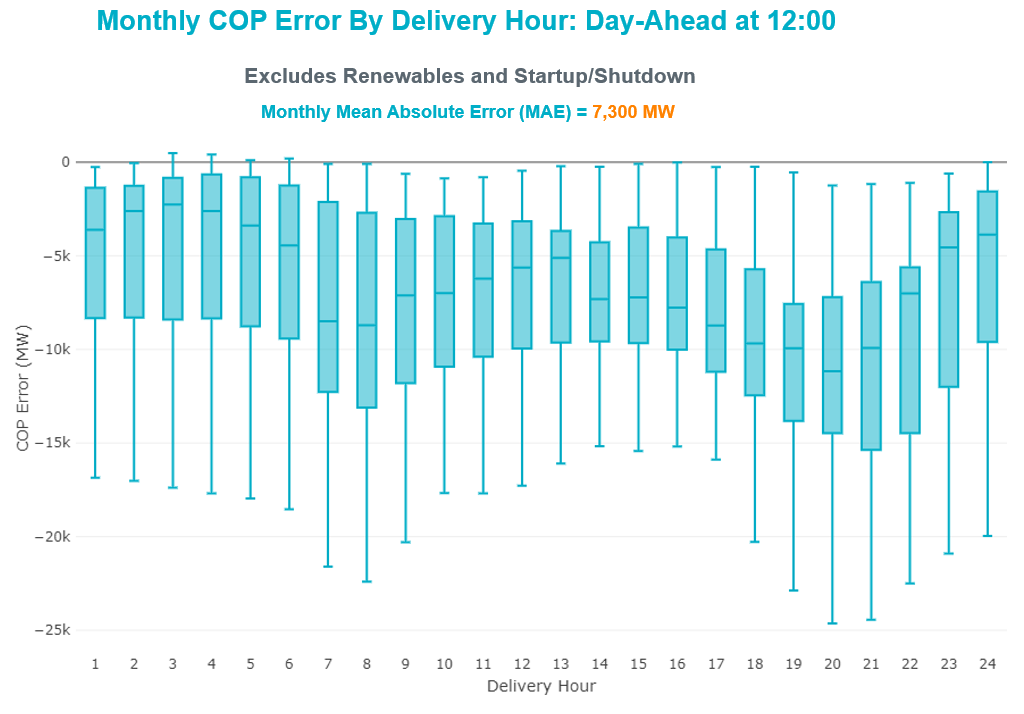 Monthly COP Error By Delivery Hour: Day-Ahead at 12:00
Excludes Renewables and Startup/Shutdown
Monthly Mean Absolute Error (MAE) = 7,300 MW
0
−5k
−10k
−15k
−20k
−25k
COP Error (MW)
1 2 3 4 5 6 7 8 9 10 11 12 13 14 15 16 17 18 19 20 21 22 23 24
Delivery Hour